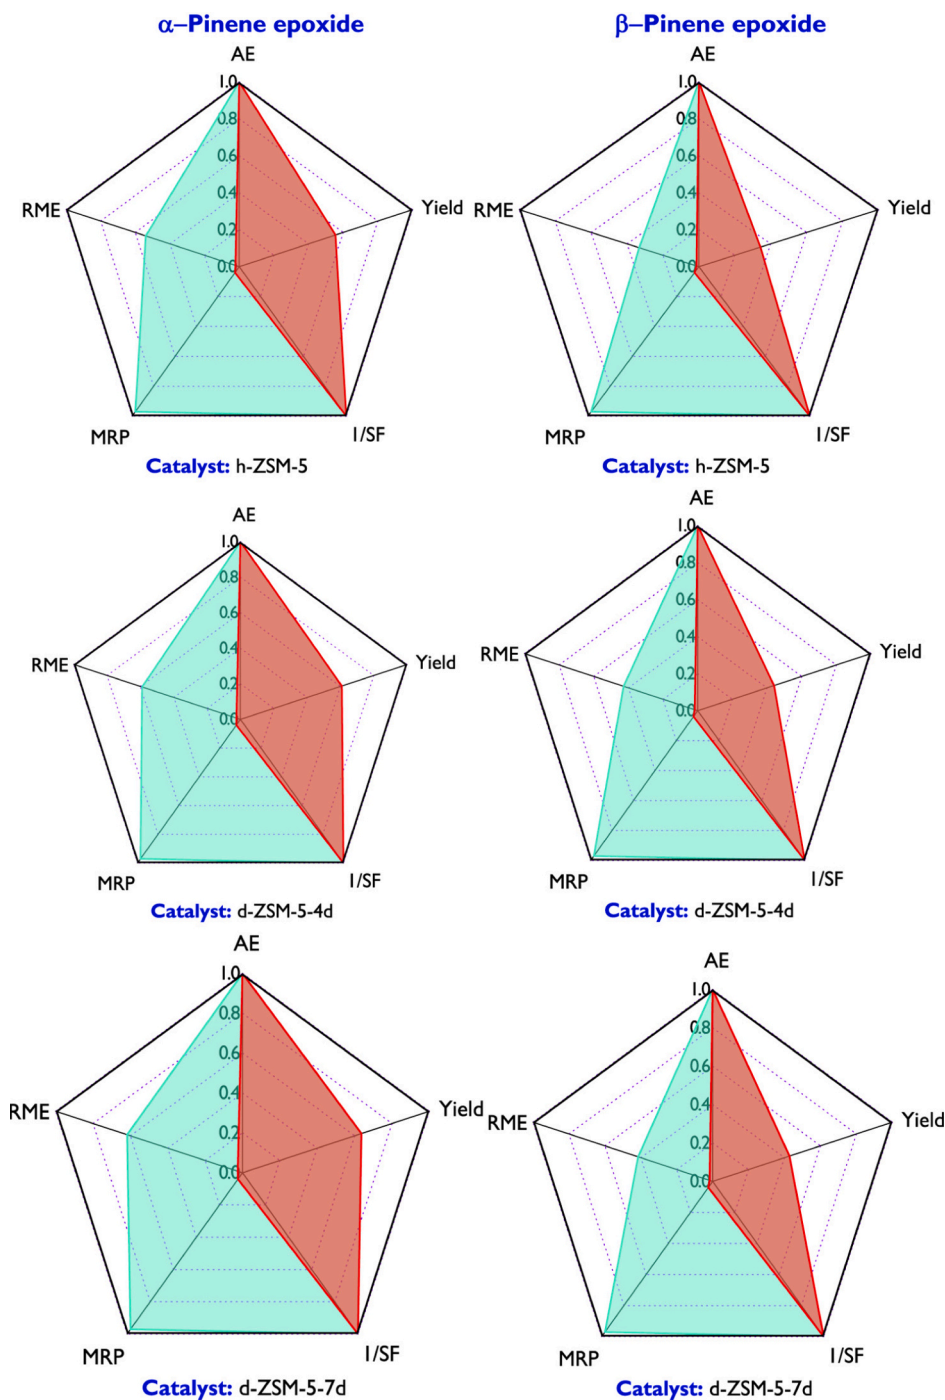 α–Pinene epoxide
AE
1.0
0.8
0.6
0.4
0.2
0.0
RME
Yield
MRP
1/SF
Catalyst: h-ZSM-5
β–Pinene epoxide
AE
1.0
0.8
0.6
0.4
0.2
0.0
RME
Yield
MRP
1/SF
Catalyst: h-ZSM-5
AE
1.0
0.8
0.6
0.4
0.2
0.0
RME
Yield
MRP
1/SF
Catalyst: d-ZSM-5-4d
AE
1.0
0.8
0.6
0.4
0.2
0.0
RME
Yield
MRP
1/SF
Catalyst: d-ZSM-5-4d
AE
1.0
0.8
0.6
0.4
0.2
0.0
RME
Yield
MRP
1/SF
Catalyst: d-ZSM-5-7d
AE
1.0
0.8
0.6
0.4
0.2
0.0
RME
Yield
MRP
1/SF
Catalyst: d-ZSM-5-7d